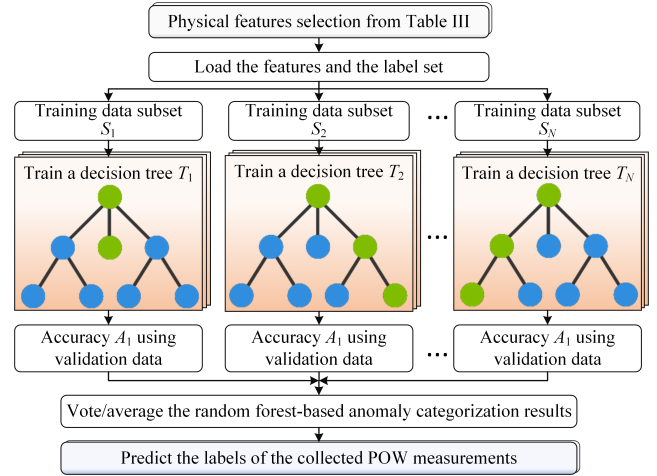 Physical features selection from Table III
Load the features and the label set
Training data subset
S1
Training data subset
S2
...
Training data subset
SN
Train a decision tree T1
Train a decision tree T2
Train a decision tree TN
...
Accuracy A1 using
validation data
Accuracy A1 using
validation data
...
Accuracy A1 using
validation data
Vote/average the random forest-based anomaly categorization results
Predict the labels of the collected POW measurements